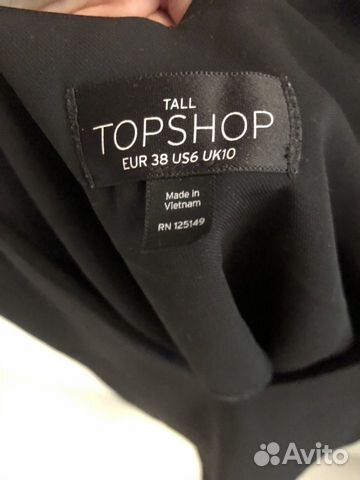 TALL
TOPSHOP
EUR 38 US6 UK10
Made in
Vietnam
RN 125149
Avito